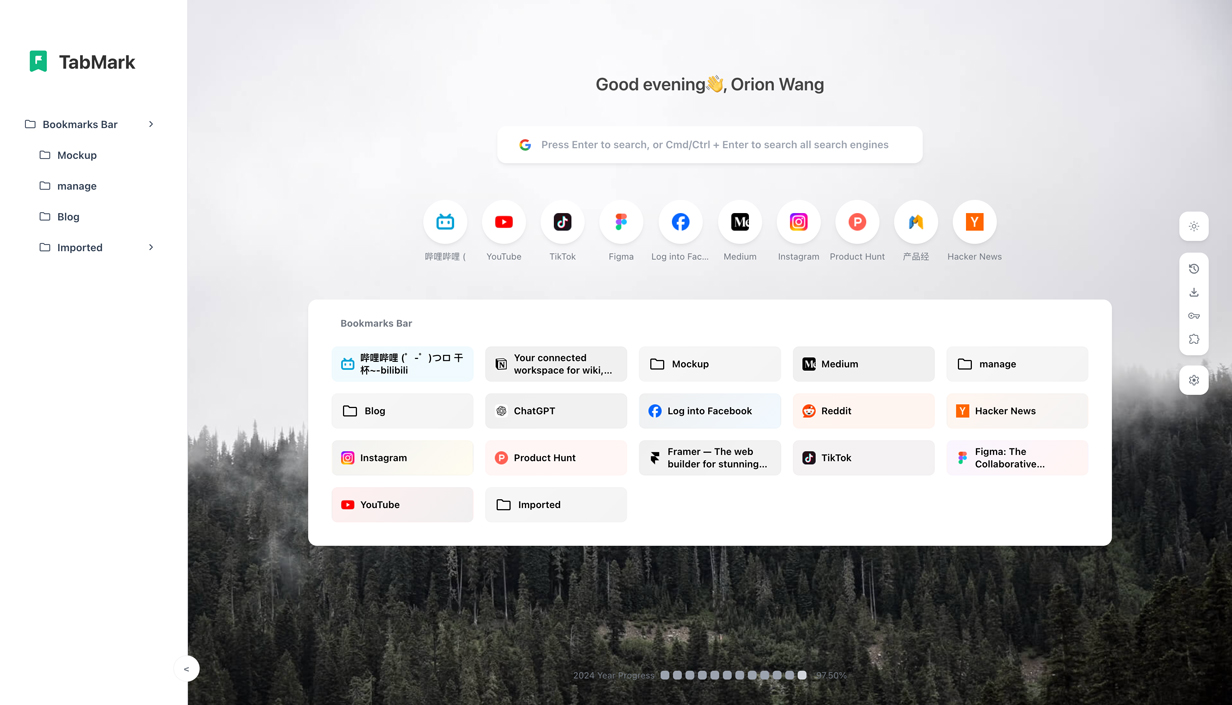 TabMark
Bookmarks Bar
Mockup
manage
Blog
Imported
Good evening👋, Orion Wang
Press Enter to search, or Cmd/Ctrl + Enter to search all search engines
哔哩哔哩 (
YouTube
TikTok
Figma
Log into Fac...
Medium
Instagram
Product Hunt
产品经
Hacker News
Bookmarks Bar
哔哩哔哩 (゜-゜)つロ 干
杯~-bilibili
Your connected
workspace for wiki,...
Mockup
Medium
manage
Blog
ChatGPT
Log into Facebook
Reddit
Hacker News
Instagram
Product Hunt
Framer — The web
builder for stunning...
TikTok
Figma: The
Collaborative...
YouTube
Imported
<
2024 Year Progress
97.50%